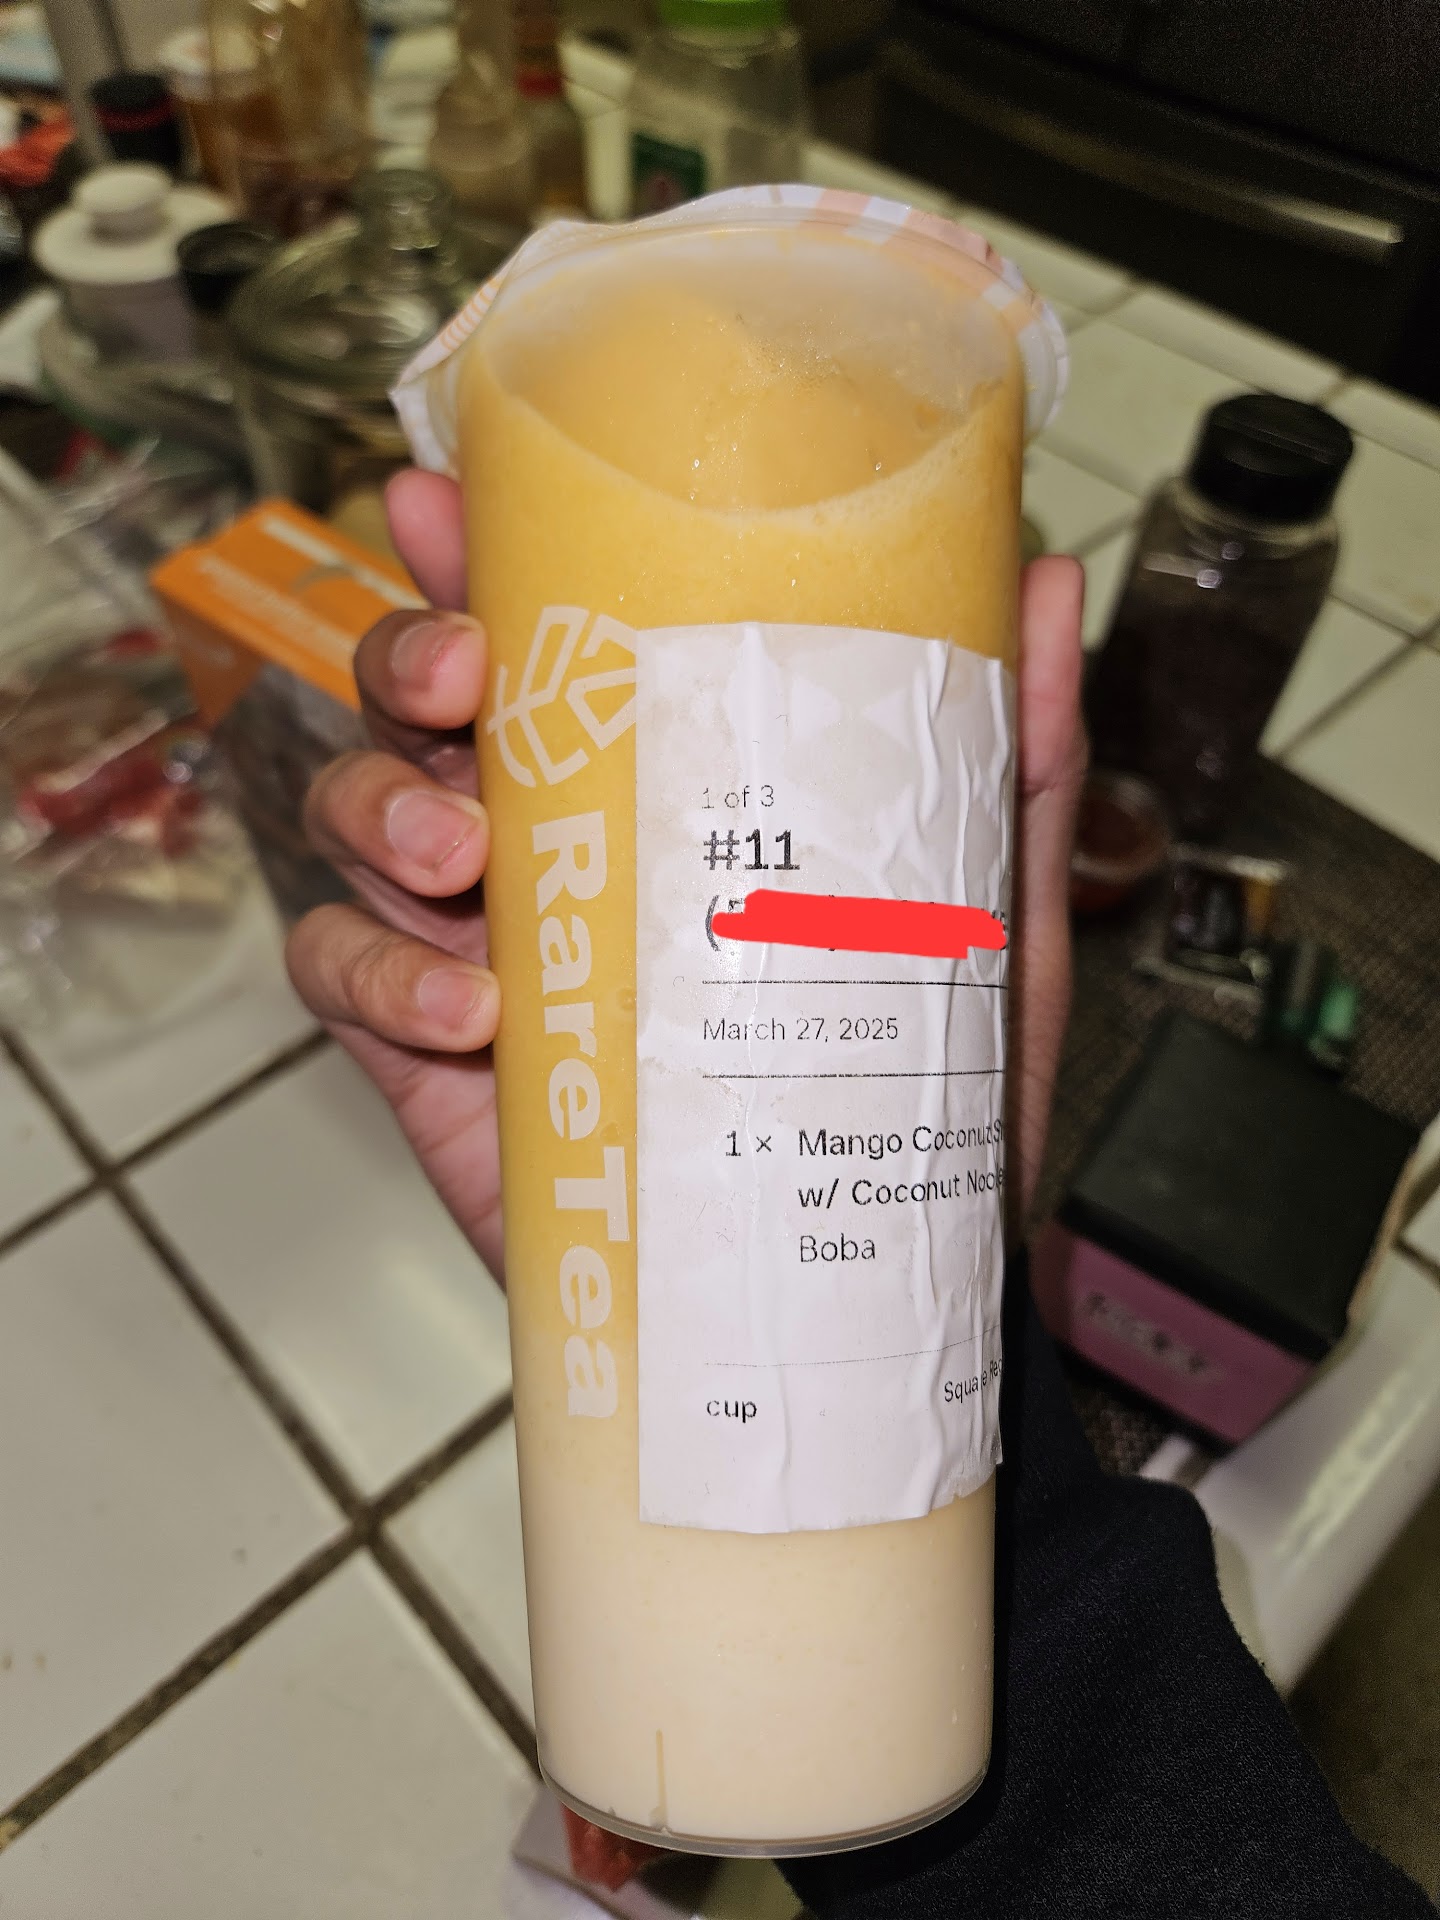 RareTea
1 of 3
#11
March 27, 2025
1 × Mango Coconut
w/ Coconut
Boba
cup